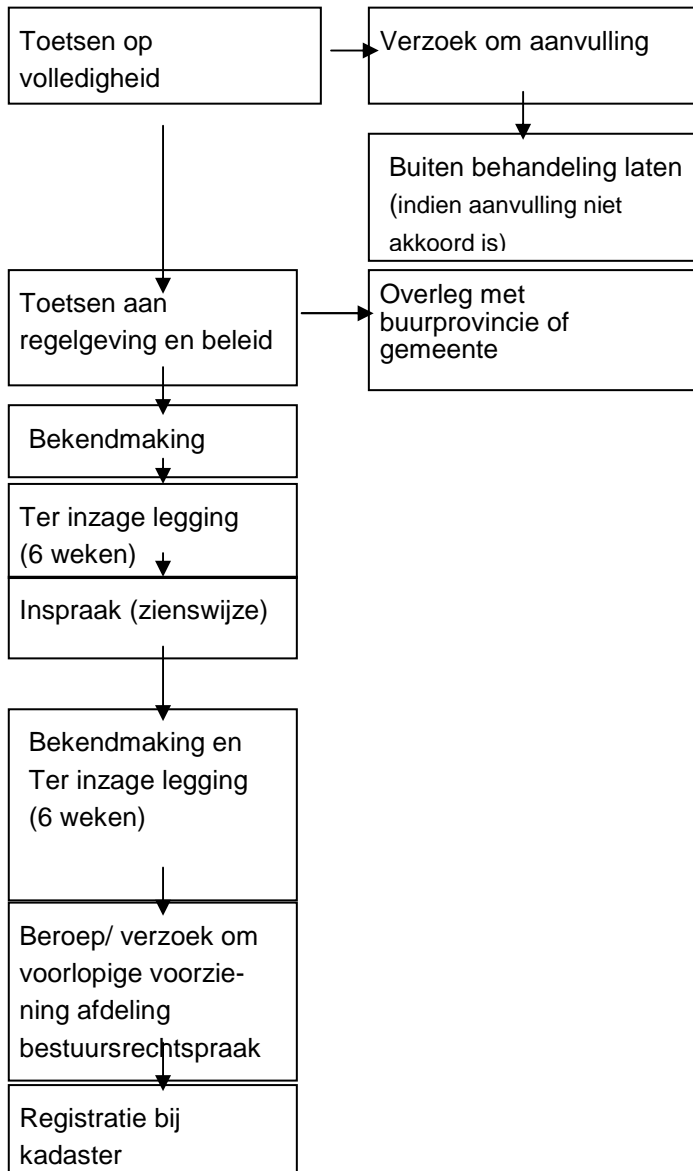 Toetsen op
volledigheid
Verzoek om aanvulling
Buiten behandeling laten
(indien aanvulling niet
akkoord is)
Toetsen aan
regelgeving en beleid
Overleg met
buurprovincie of
gemeente
Bekendmaking
Ter inzage legging
(6 weken)
Inspraak (zienswijze)
Bekendmaking en
Ter inzage legging
(6 weken)
Beroep/ verzoek om
voorlopige voorzie-
ning afdeling
bestuursrechtspraak
Registratie bij
kadaster